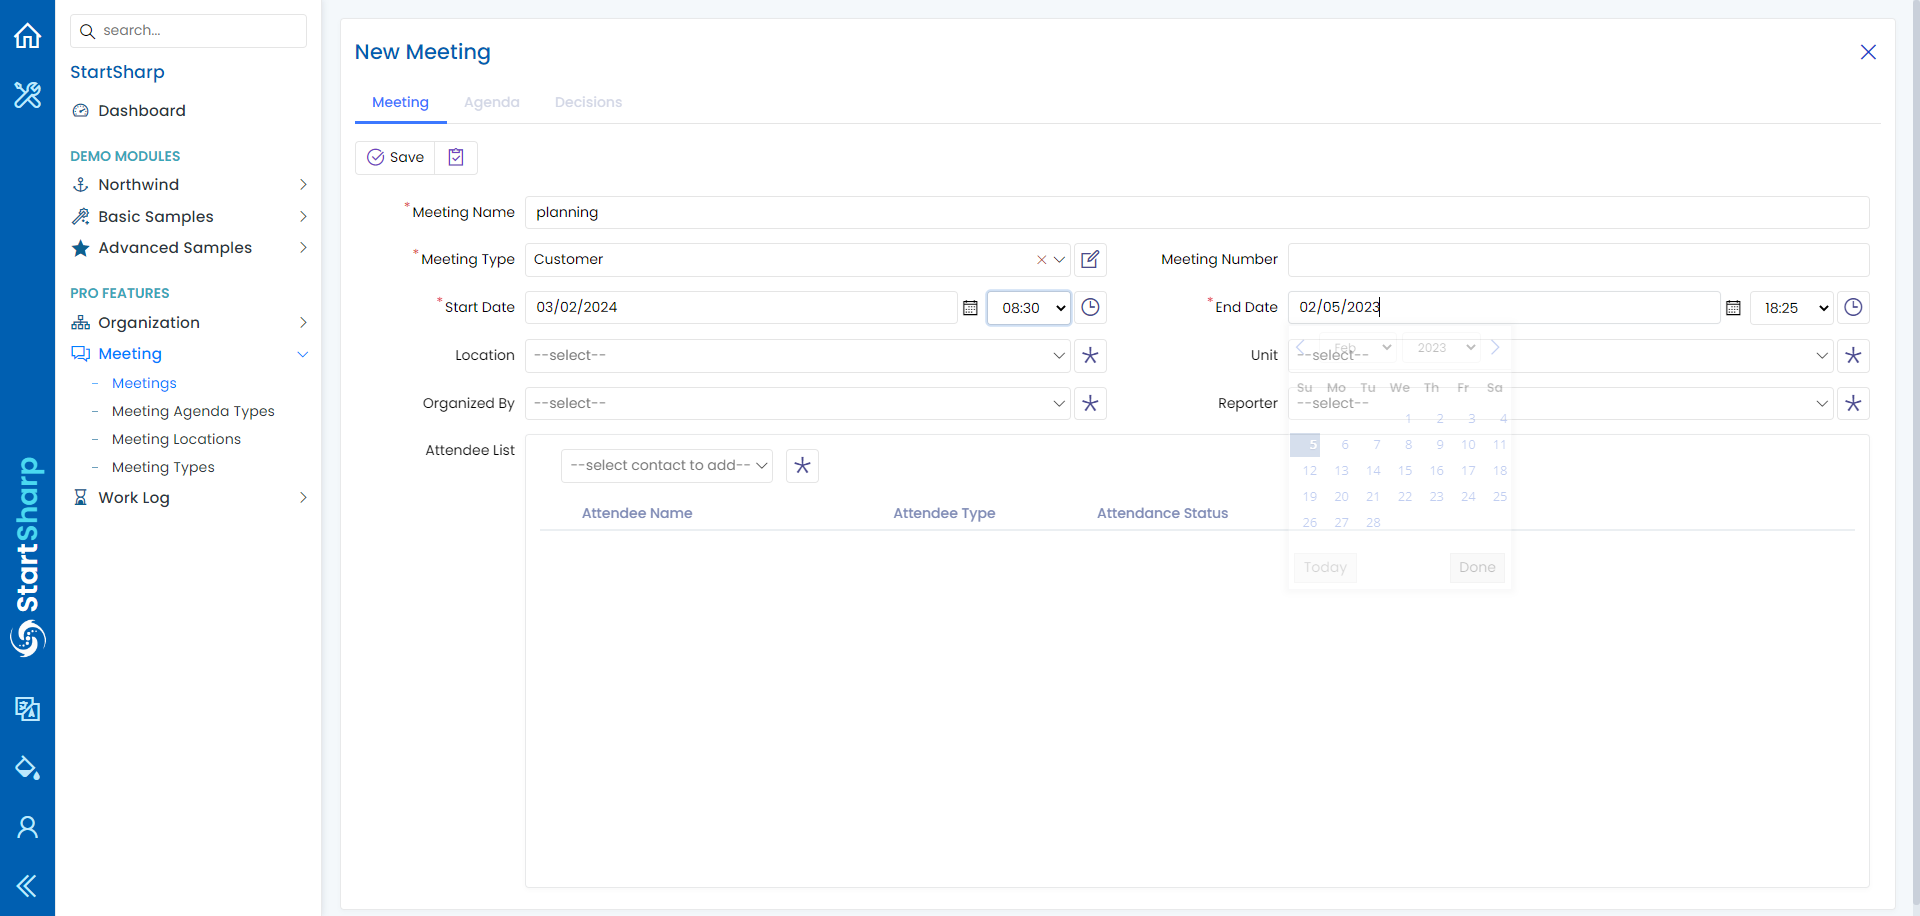 search...
StartSharp
Dashboard
DEMO MODULES
Northwind
Basic Samples
Advanced Samples
PRO FEATURES
Organization
Meeting
Meetings
Meeting Agenda Types
Meeting Locations
Meeting Types
Work Log
StartSharp
New Meeting
Meeting Agenda Decisions
Save
* Meeting Name planning
* Meeting Type Customer Meeting Number
* Start Date 03/02/2024 08:30 * End Date 02/05/2023 18:25
Location --select-- Unit --select--
Feb 2023
Organized By --select-- Reporter --select--
Su Mo Tu We Th Fr Sa
1 2 3 4
5 6 7 8 9 10 11
12 13 14 15 16 17 18
19 20 21 22 23 24 25
26 27 28
Today Done
Attendee List
--select contact to add--
Attendee Name Attendee Type Attendance Status